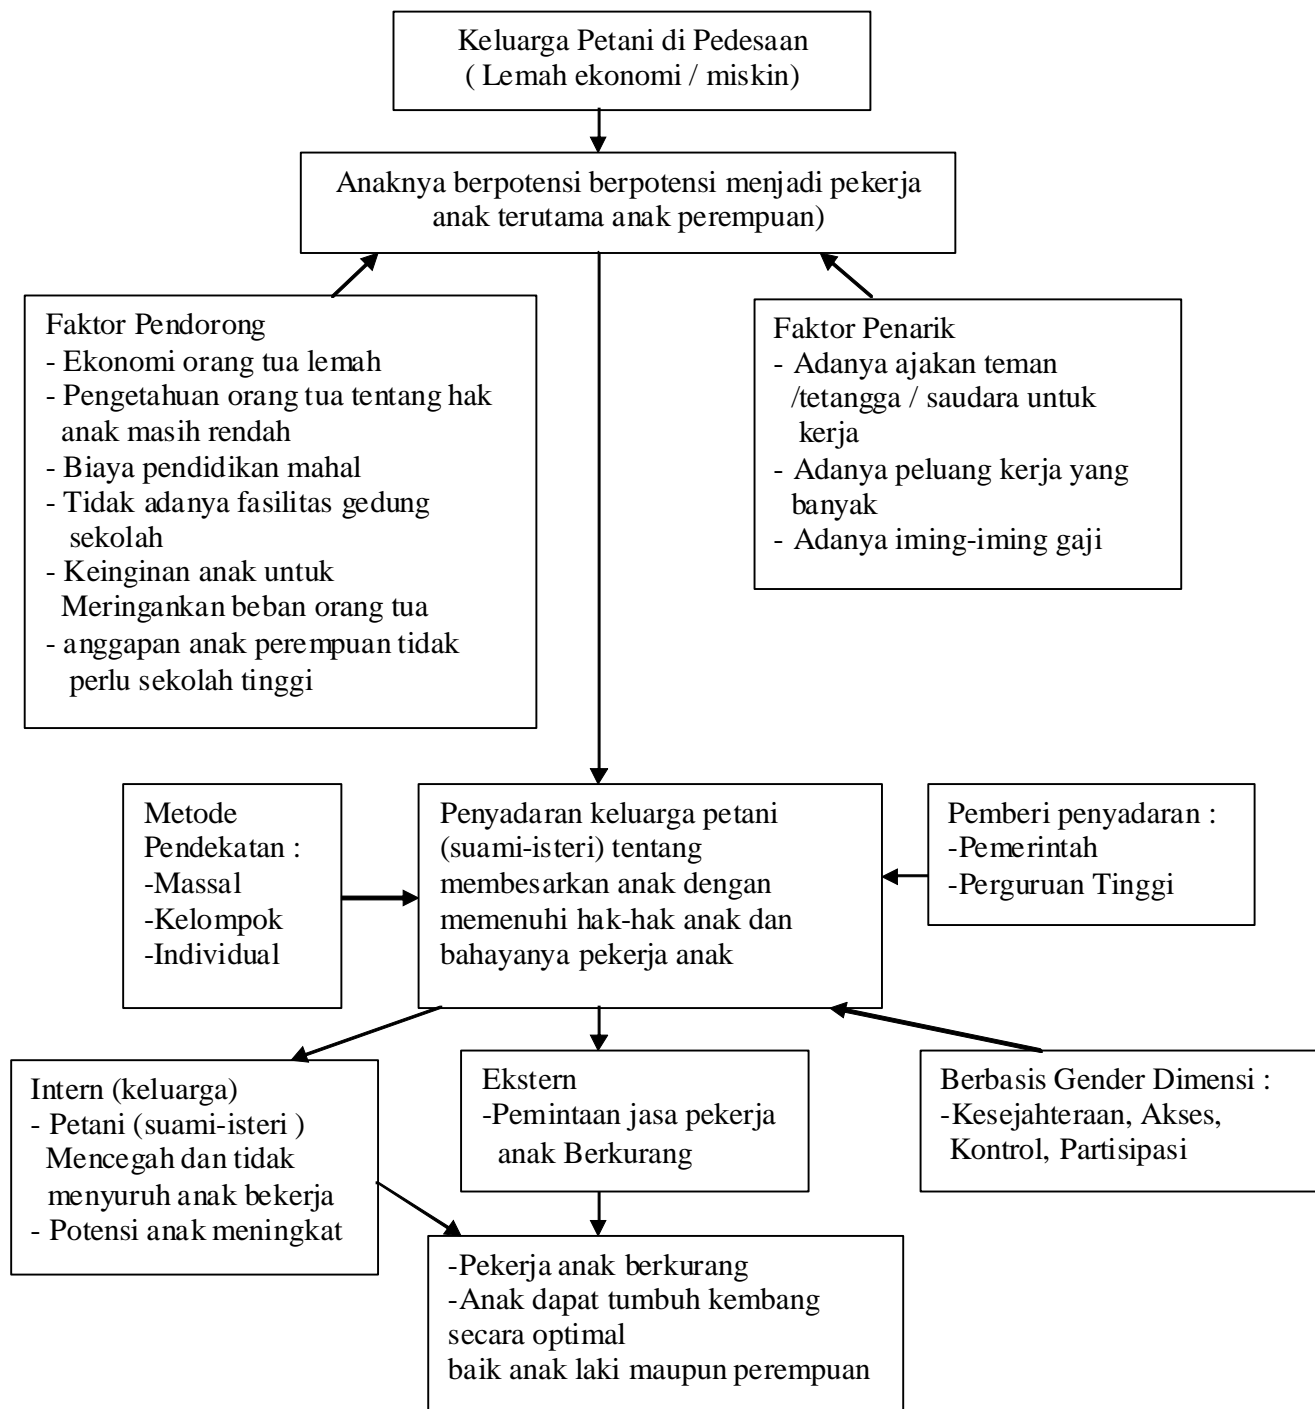 Keluarga Petani di Pedesaan
( Lemah ekonomi / miskin)
Anaknya berpotensi berpotensi menjadi pekerja
anak terutama anak perempuan)
Faktor Pendorong
- Ekonomi orang tua lemah
- Pengetahuan orang tua tentang hak
anak masih rendah
- Biaya pendidikan mahal
- Tidak adanya fasilitas gedung
sekolah
- Keinginan anak untuk
Meringankan beban orang tua
- anggapan anak perempuan tidak
perlu sekolah tinggi
Faktor Penarik
- Adanya ajakan teman
/tetangga / saudara untuk
kerja
- Adanya peluang kerja yang
banyak
- Adanya iming-iming gaji
Metode
Pendekatan :
-Massal
-Kelompok
-Individual
Penyadaran keluarga petani
(suami-isteri) tentang
membesarkan anak dengan
memenuhi hak-hak anak dan
bahayanya pekerja anak
Pemberi penyadaran :
-Pemerintah
-Perguruan Tinggi
Intern (keluarga)
- Petani (suami-isteri )
Mencegah dan tidak
menyuruh anak bekerja
- Potensi anak meningkat
Ekstern
-Pemintaan jasa pekerja
anak Berkurang
Berbasis Gender Dimensi :
-Kesejahteraan, Akses,
Kontrol, Partisipasi
-Pekerja anak berkurang
-Anak dapat tumbuh kembang
secara optimal
baik anak laki maupun perempuan